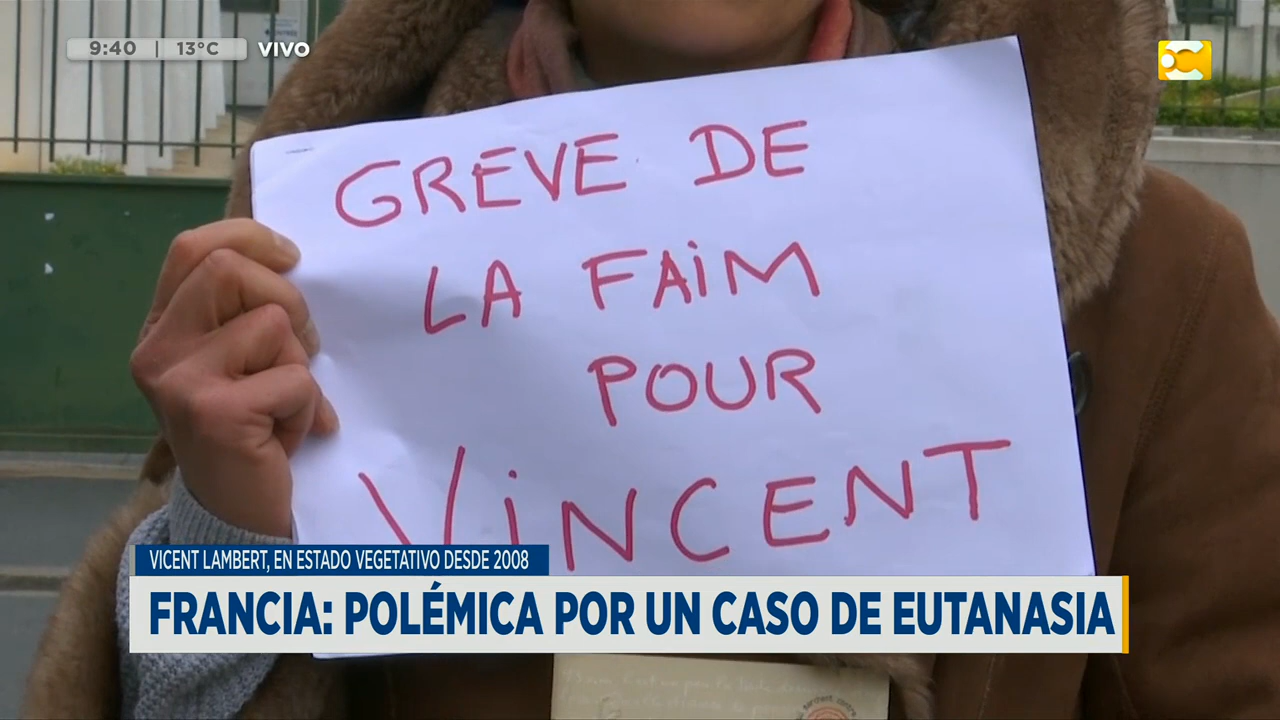 9:40 | 13°C VIVO
GREVE DE
LA FAIM
POUR
VINCENT
VICENT LAMBERT, EN ESTADO VEGETATIVO DESDE 2008
FRANCIA: POLÉMICA POR UN CASO DE EUTANASIA